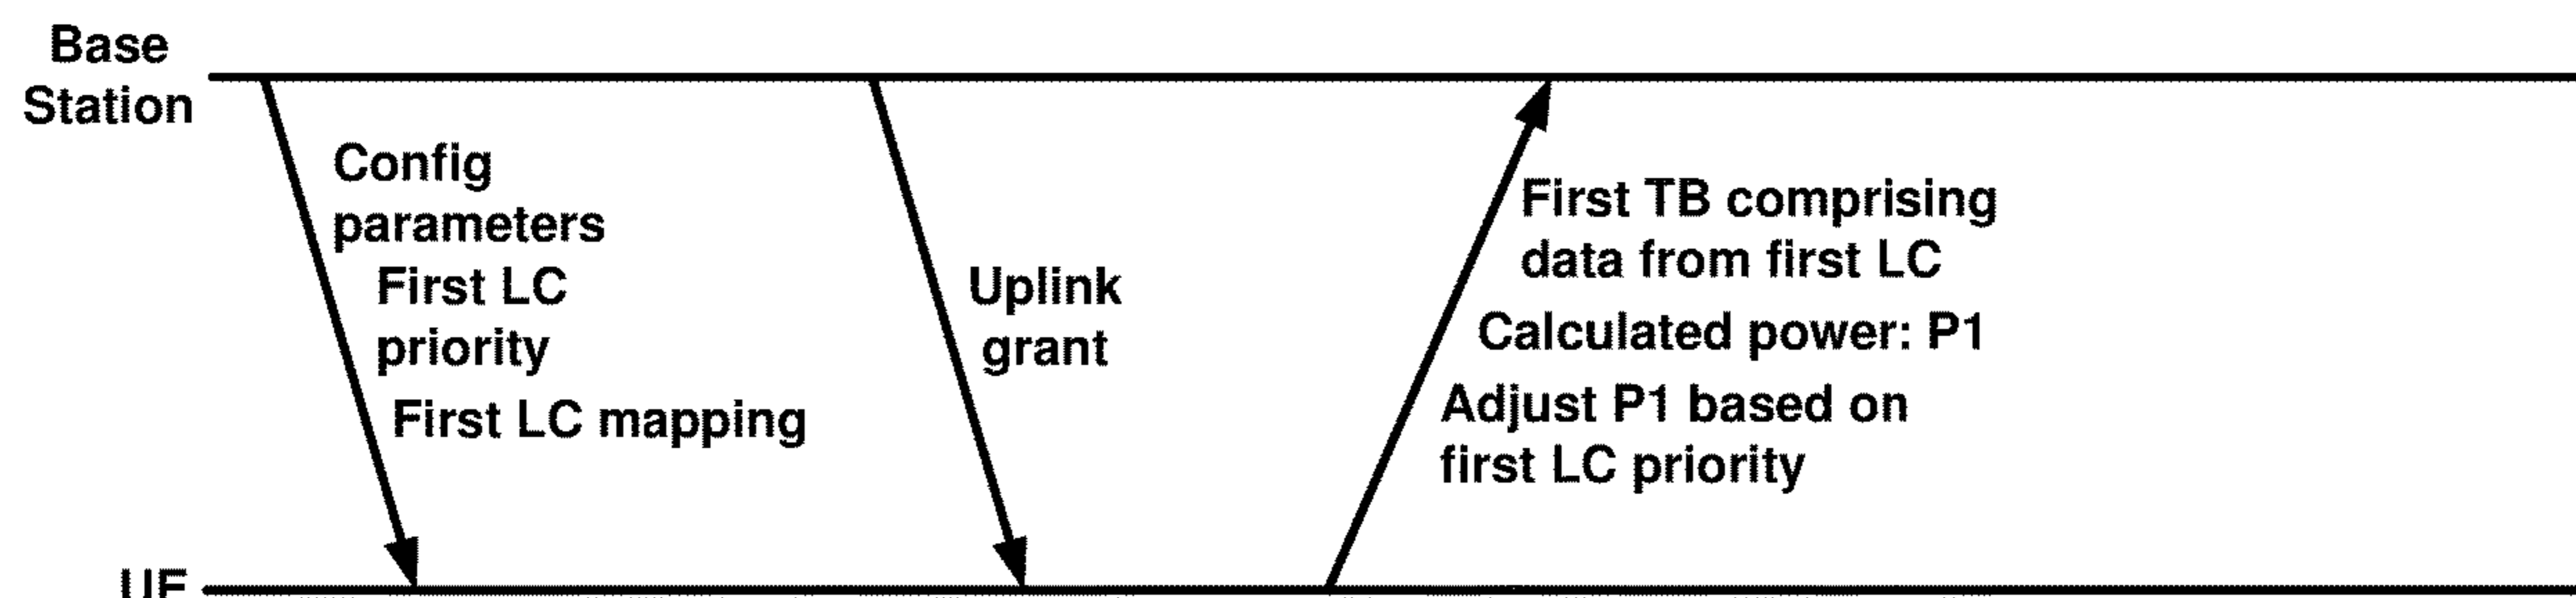 Base
Station
Config
parameters
First LC
priority
First LC mapping
Uplink
grant
First TB comprising
data from first LC
Calculated power: P1
Adjust P1 based on
first LC priority
UE